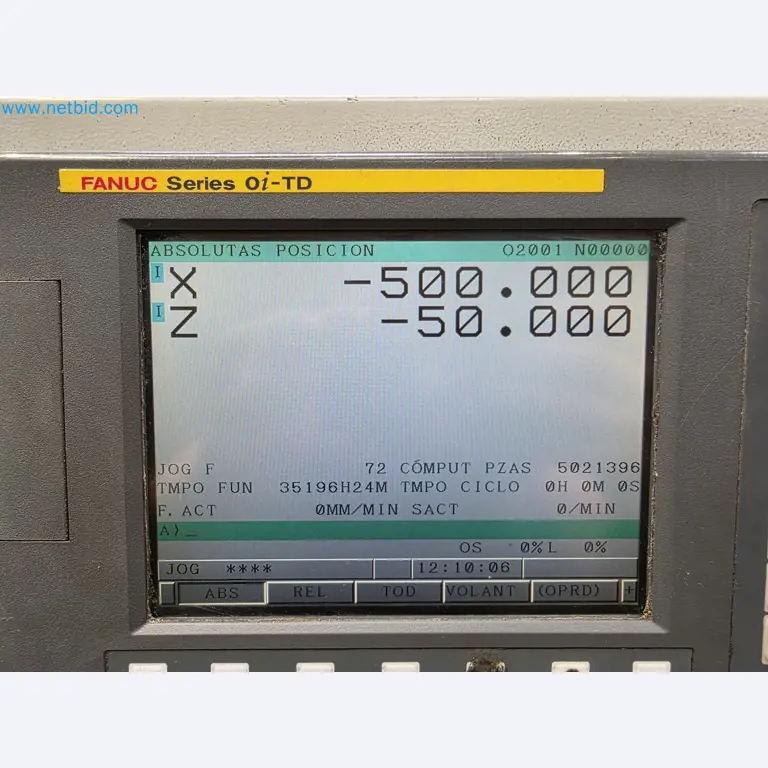 www.netbid.com
FANUC Series 0i-TD
ABSOLUTAS POSICION O2001 N00000
I X -500.000
I Z -50.000
JOG F 72 CÓMPUT PZAS 5021396
TMPO FUN 35196H24M TMPO CICLO 0H 0M 0S
F. ACT 0MM/MIN SACT 0/MIN
A)_
OS 0% L 0%
JOG **** 12:10:06
ABS REL TOD VOLANT (OPRD) +